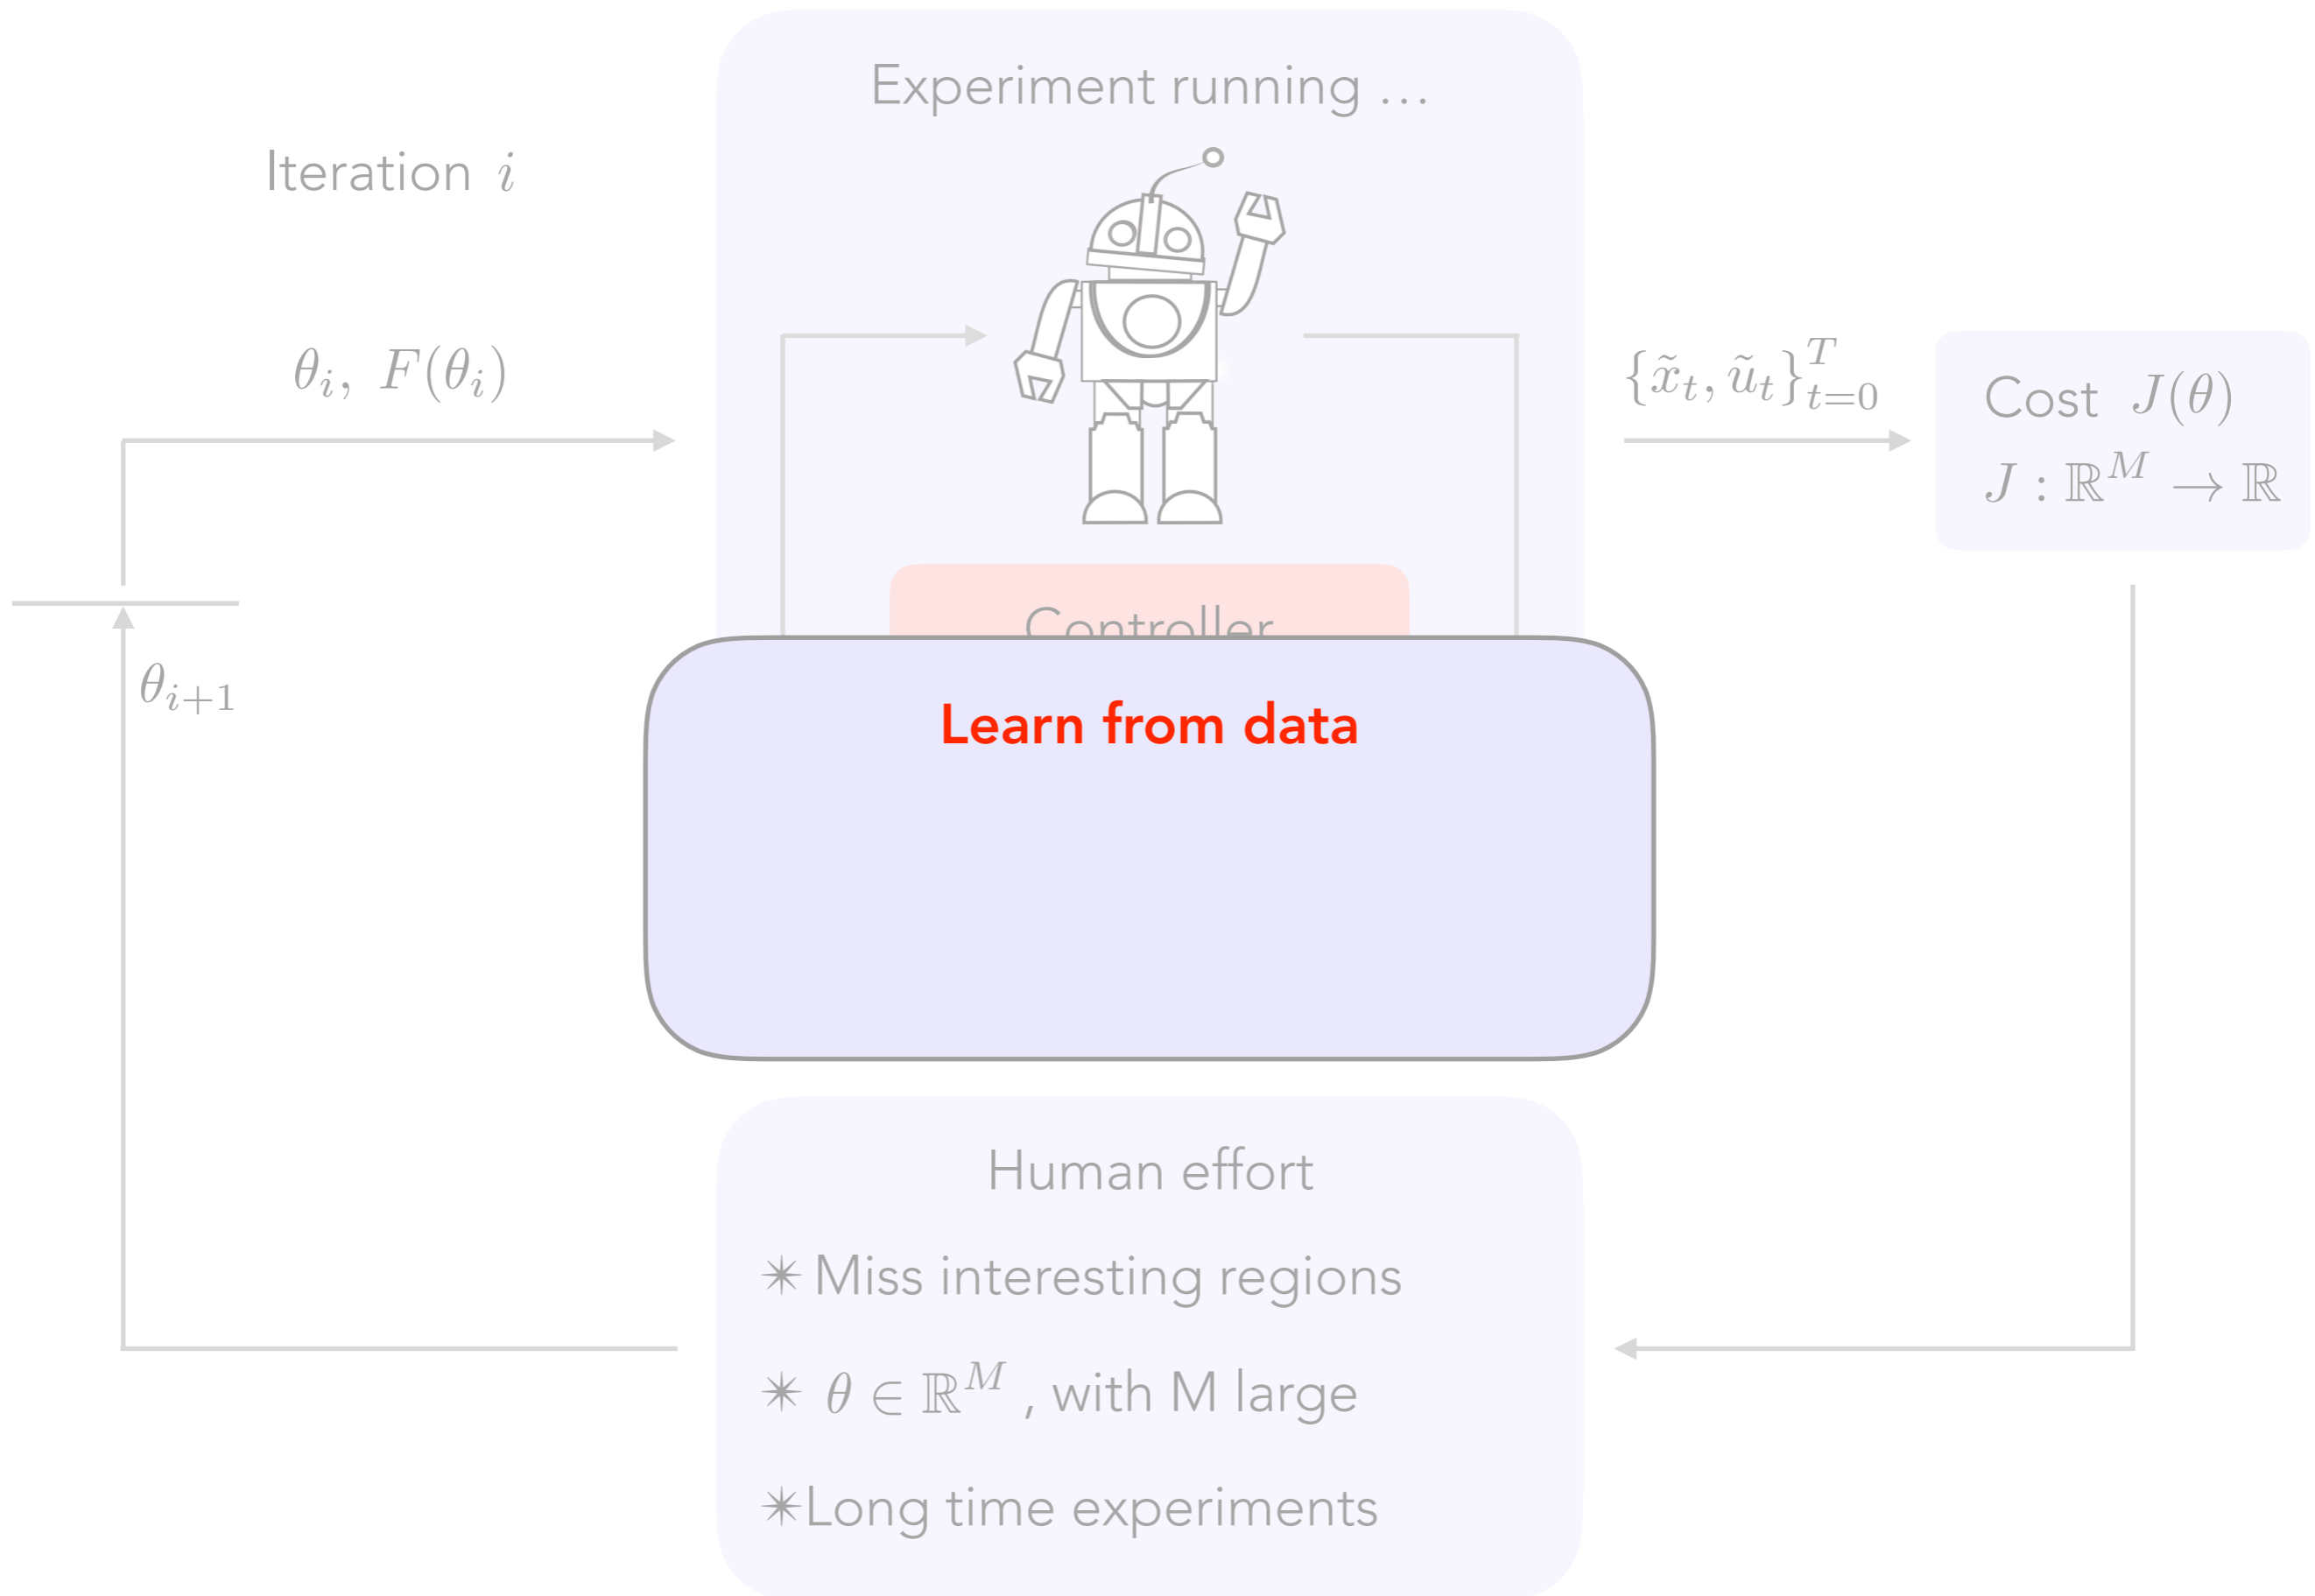 Experiment running ...
Iteration i
θ_i, F(θ_i)
{x̃_t, ũ_t}_{t=0}^T
Cost J(θ)
J : ℝ^M → ℝ
Controller
θ_{i+1}
Learn from data
Human effort
✴ Miss interesting regions
✴ θ ∈ ℝ^M , with M large
✴Long time experiments